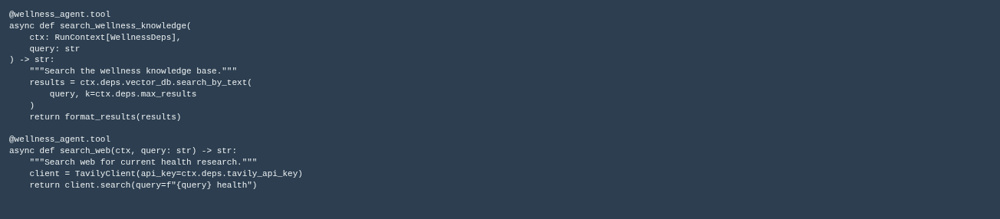 @wellness_agent.tool
async def search_wellness_knowledge(
    ctx: RunContext[WellnessDeps],
    query: str
) -> str:
    """Search the wellness knowledge base."""
    results = ctx.deps.vector_db.search_by_text(
        query, k=ctx.deps.max_results
    )
    return format_results(results)

@wellness_agent.tool
async def search_web(ctx, query: str) -> str:
    """Search web for current health research."""
    client = TavilyClient(api_key=ctx.deps.tavily_api_key)
    return client.search(query=f"{query} health")